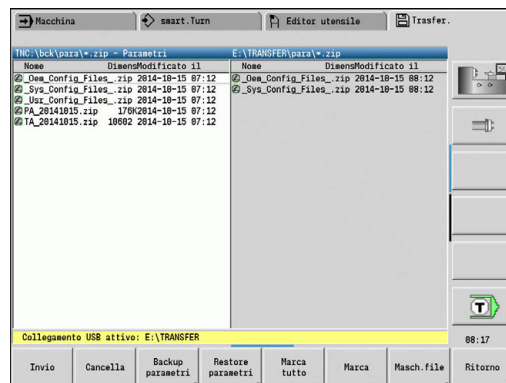 Macchina
smart.Turn
Editor utensile
Trasfer.
TNC:\bck\para\*.zip - Parametri
E:\TRANSFER\para\*.zip
Nome DimensModificato il
_Oem_Config_Files_.zip 2014-10-15 07:12
_Sys_Config_Files_.zip 2014-10-15 07:12
_Usr_Config_Files_.zip 2014-10-15 07:12
PA_20141015.zip 176K2014-10-15 07:12
TA_20141015.zip 10602 2014-10-15 07:12
Nome DimensModificato il
_Oem_Config_Files_.zip 2014-10-15 08:12
_Sys_Config_Files_.zip 2014-10-15 08:12
T
Collegamento USB attivo: E:\TRANSFER
08:17
Invio
Cancella
Backup
parametri
Restore
parametri
Marca
tutto
Marca
Masch.file
Ritorno